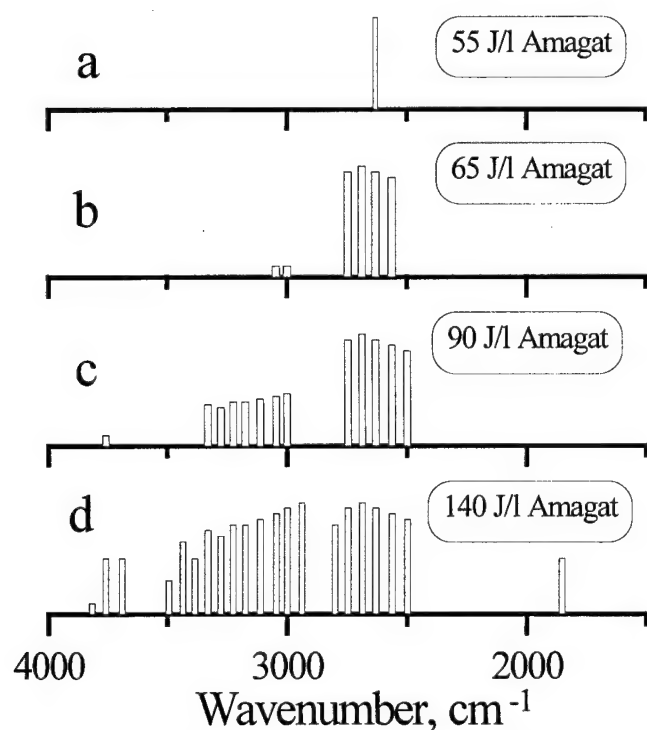 a
55 J/l Amagat
b
65 J/l Amagat
c
90 J/l Amagat
d
140 J/l Amagat
4000 3000 2000
Wavenumber, cm⁻¹